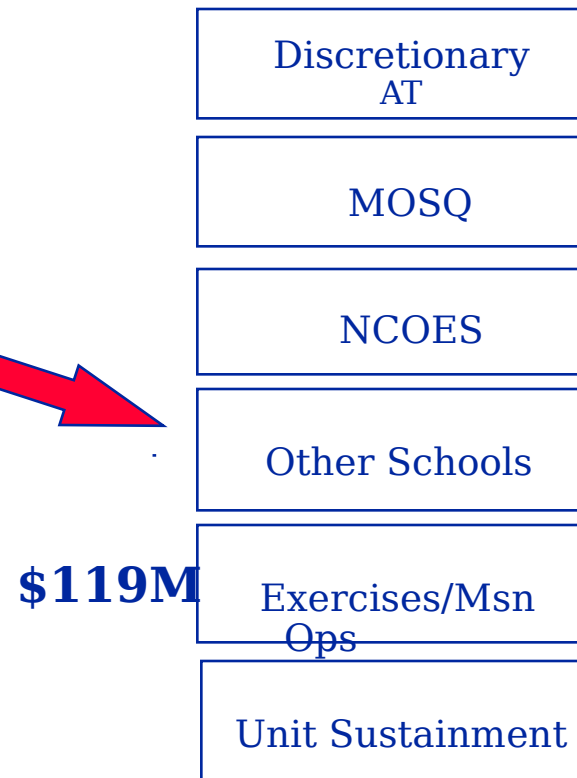 Discretionary
AT
MOSQ
NCOES
Other Schools
$119M
Exercises/Msn
Ops
Unit Sustainment